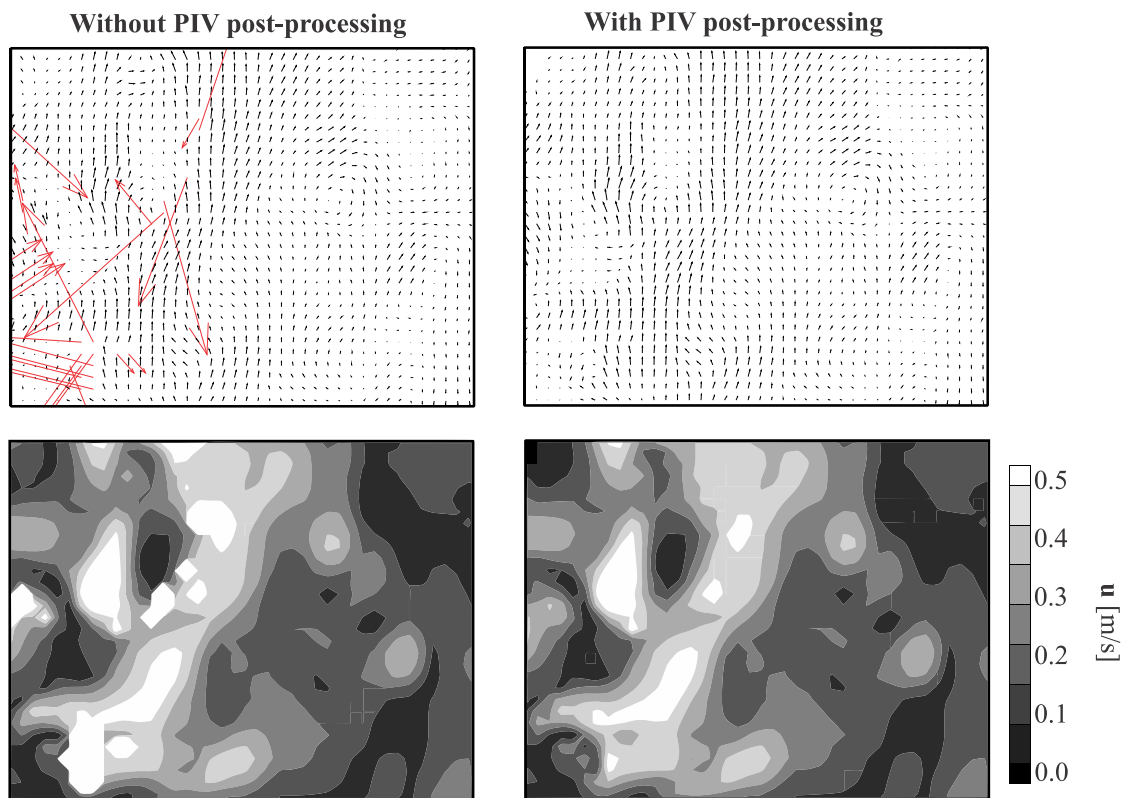 Without PIV post-processing
With PIV post-processing
0.5
0.4
0.3
0.2
0.1
0.0
u [m/s]